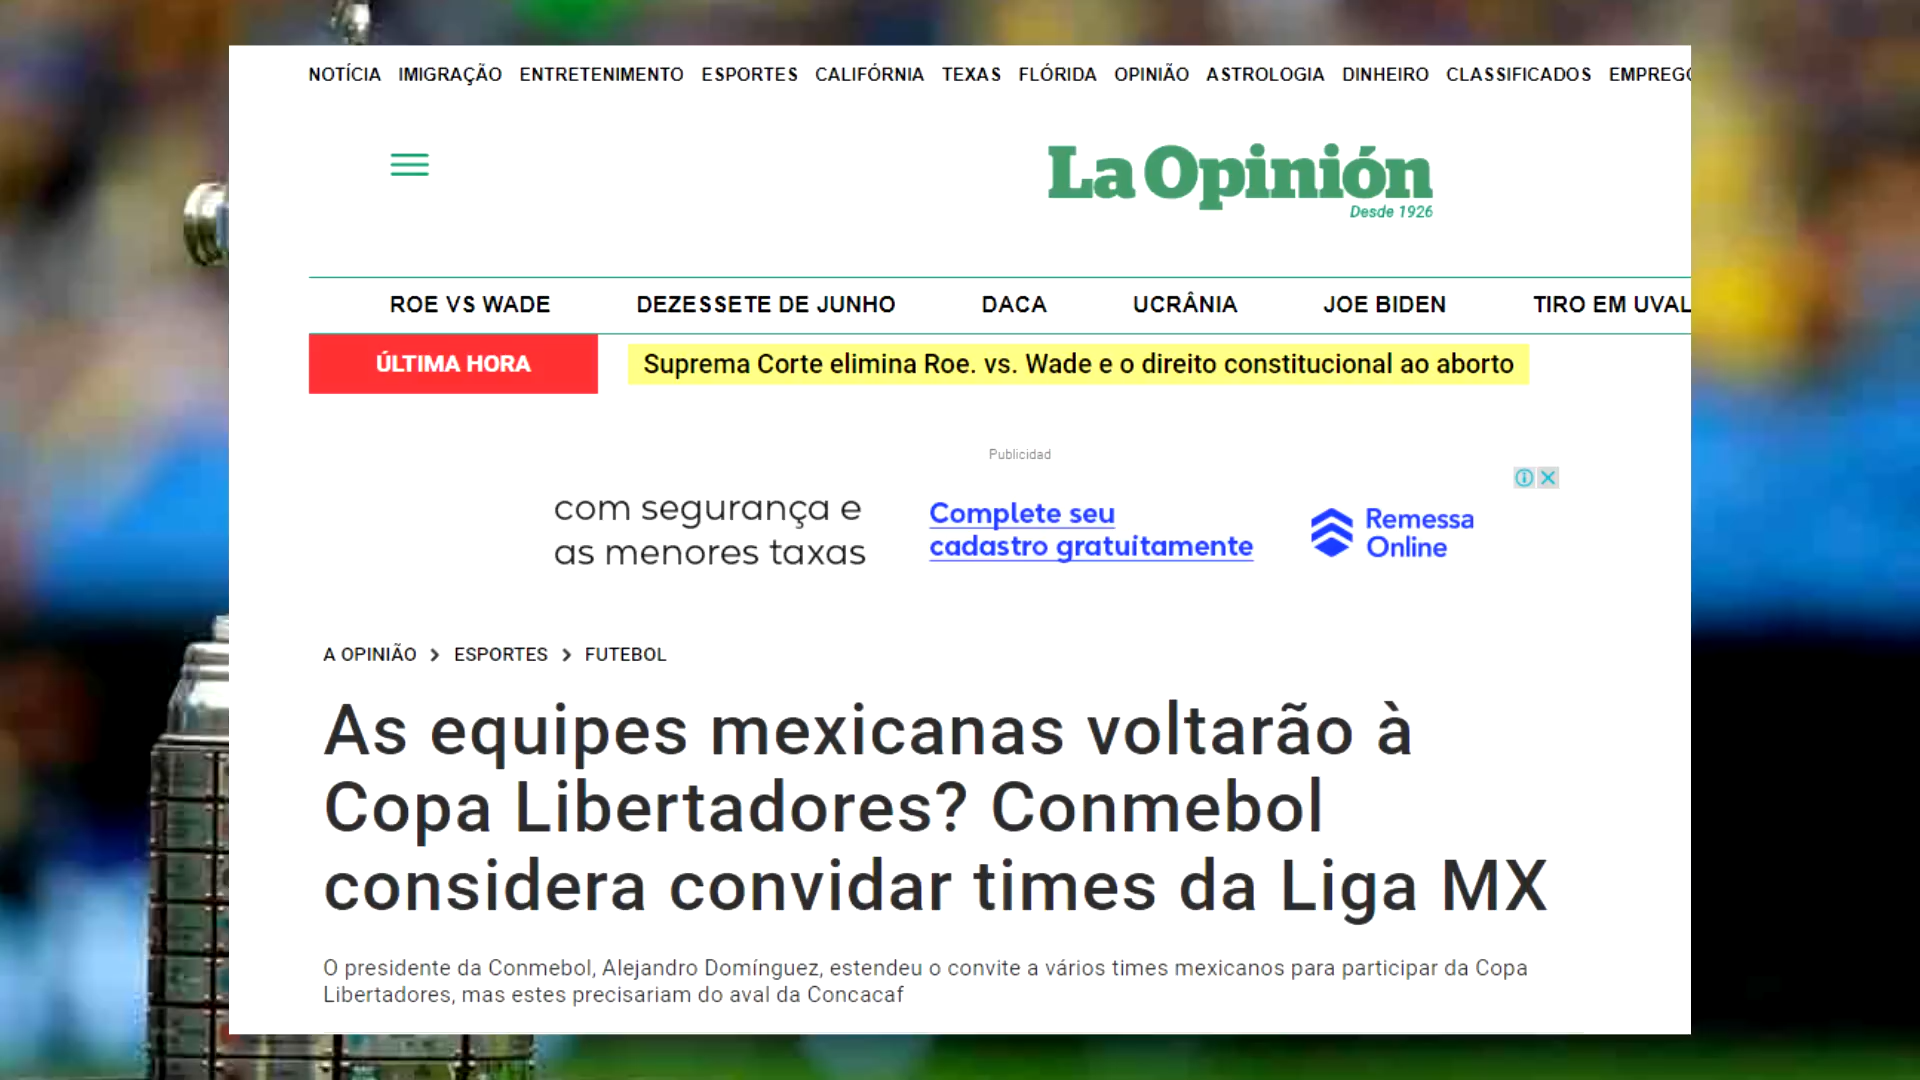 NOTÍCIA IMIGRAÇÃO ENTRETENIMENTO ESPORTES CALIFÓRNIA TEXAS FLÓRIDA OPINIÃO ASTROLOGIA DINHEIRO CLASSIFICADOS EMPREGO
La Opinión
Desde 1926
ROE VS WADE DEZESSETE DE JUNHO DACA UCRÂNIA JOE BIDEN TIRO EM UVAL
ÚLTIMA HORA Suprema Corte elimina Roe. vs. Wade e o direito constitucional ao aborto
Publicidad
com segurança e
as menores taxas
Complete seu
cadastro gratuitamente
Remessa
Online
A OPINIÃO > ESPORTES > FUTEBOL
As equipes mexicanas voltarão à
Copa Libertadores? Conmebol
considera convidar times da Liga MX
O presidente da Conmebol, Alejandro Domínguez, estendeu o convite a vários times mexicanos para participar da Copa
Libertadores, mas estes precisariam do aval da Concacaf